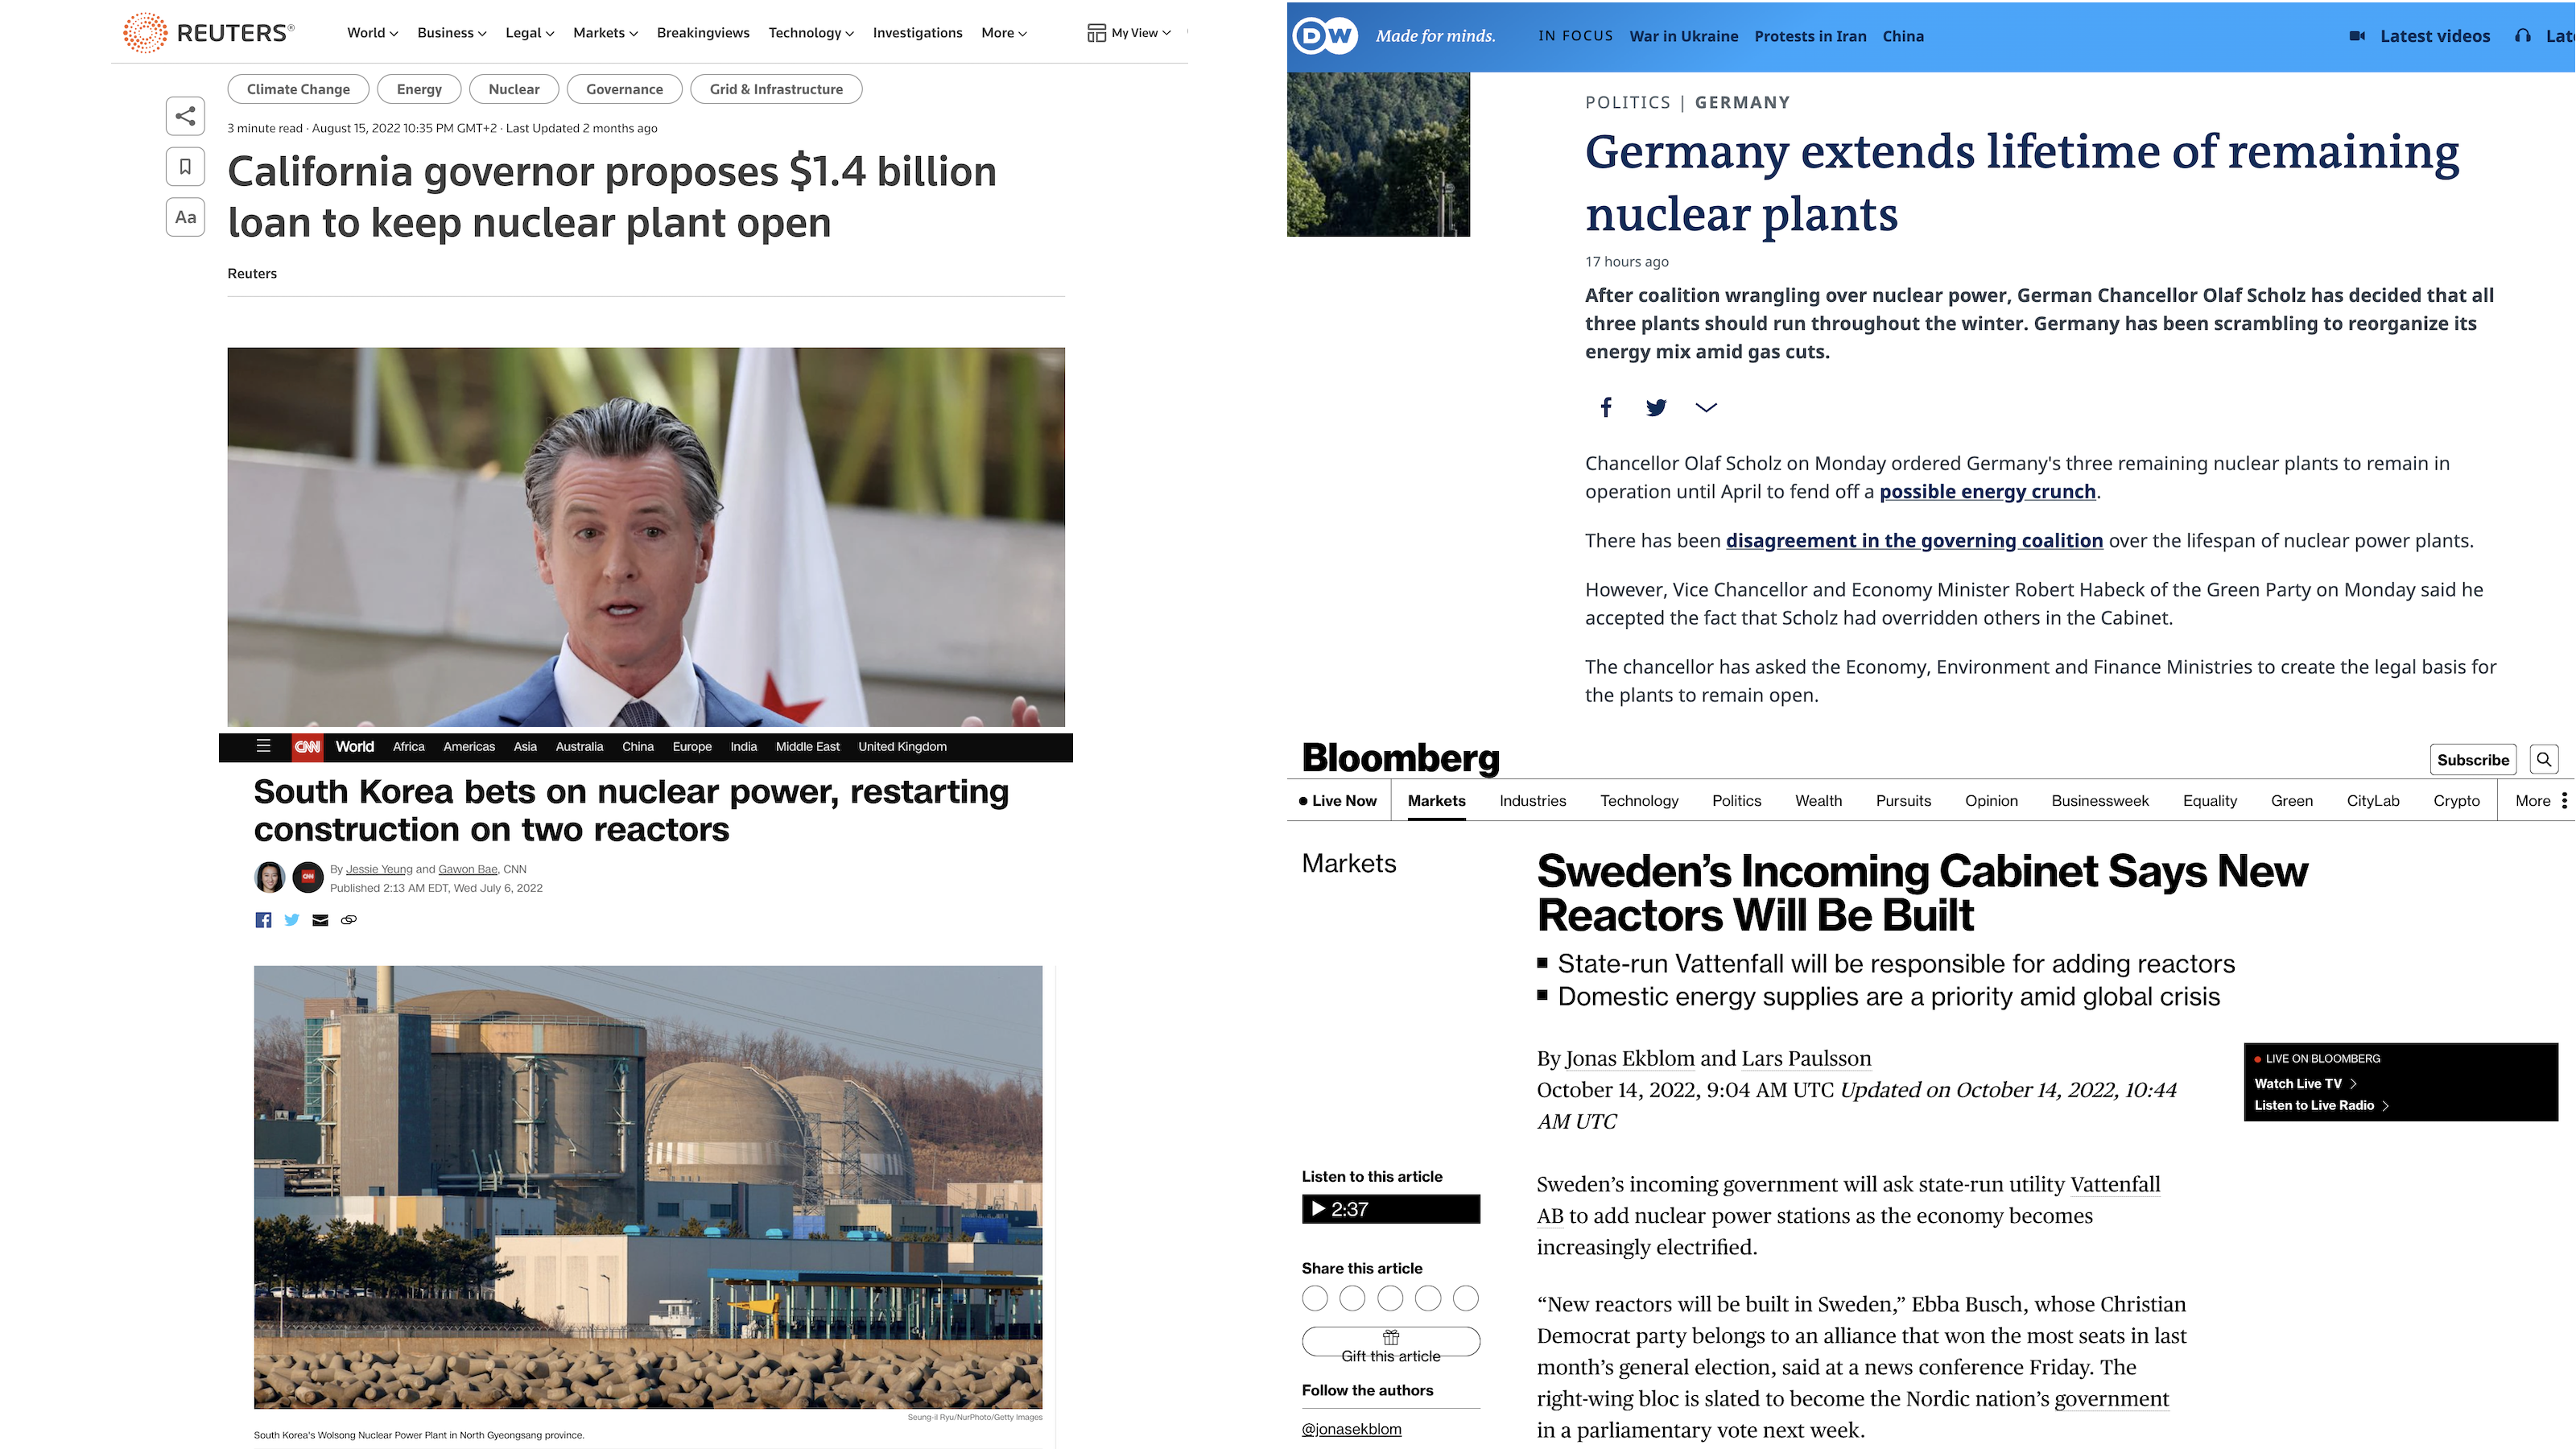 REUTERS®
World Business Legal Markets Breakingviews Technology Investigations More My View
Climate Change Energy Nuclear Governance Grid & Infrastructure
3 minute read · August 15, 2022 10:35 PM GMT+2 · Last Updated 2 months ago
California governor proposes $1.4 billion
loan to keep nuclear plant open
Aa
Reuters
CNN World Africa Americas Asia Australia China Europe India Middle East United Kingdom
South Korea bets on nuclear power, restarting
construction on two reactors
By Jessie Yeung and Gawon Bae, CNN
Published 2:13 AM EDT, Wed July 6, 2022
Seung-il Ryu/NurPhoto/Getty Images
South Korea's Wolsong Nuclear Power Plant in North Gyeongsang province.
DW Made for minds. IN FOCUS War in Ukraine Protests in Iran China Latest videos
POLITICS | GERMANY
Germany extends lifetime of remaining
nuclear plants
17 hours ago
After coalition wrangling over nuclear power, German Chancellor Olaf Scholz has decided that all
three plants should run throughout the winter. Germany has been scrambling to reorganize its
energy mix amid gas cuts.
Chancellor Olaf Scholz on Monday ordered Germany's three remaining nuclear plants to remain in
operation until April to fend off a possible energy crunch.
There has been disagreement in the governing coalition over the lifespan of nuclear power plants.
However, Vice Chancellor and Economy Minister Robert Habeck of the Green Party on Monday said he
accepted the fact that Scholz had overridden others in the Cabinet.
The chancellor has asked the Economy, Environment and Finance Ministries to create the legal basis for
the plants to remain open.
Bloomberg
Subscribe
Live Now Markets Industries Technology Politics Wealth Pursuits Opinion Businessweek Equality Green CityLab Crypto More
Markets
Sweden's Incoming Cabinet Says New
Reactors Will Be Built
State-run Vattenfall will be responsible for adding reactors
Domestic energy supplies are a priority amid global crisis
By Jonas Ekblom and Lars Paulsson
October 14, 2022, 9:04 AM UTC Updated on October 14, 2022, 10:44
AM UTC
LIVE ON BLOOMBERG
Watch Live TV
Listen to Live Radio
Listen to this article
2:37
Share this article
Gift this article
Follow the authors
@jonasekblom
Sweden's incoming government will ask state-run utility Vattenfall
AB to add nuclear power stations as the economy becomes
increasingly electrified.
“New reactors will be built in Sweden,” Ebba Busch, whose Christian
Democrat party belongs to an alliance that won the most seats in last
month's general election, said at a news conference Friday. The
right-wing bloc is slated to become the Nordic nation's government
in a parliamentary vote next week.